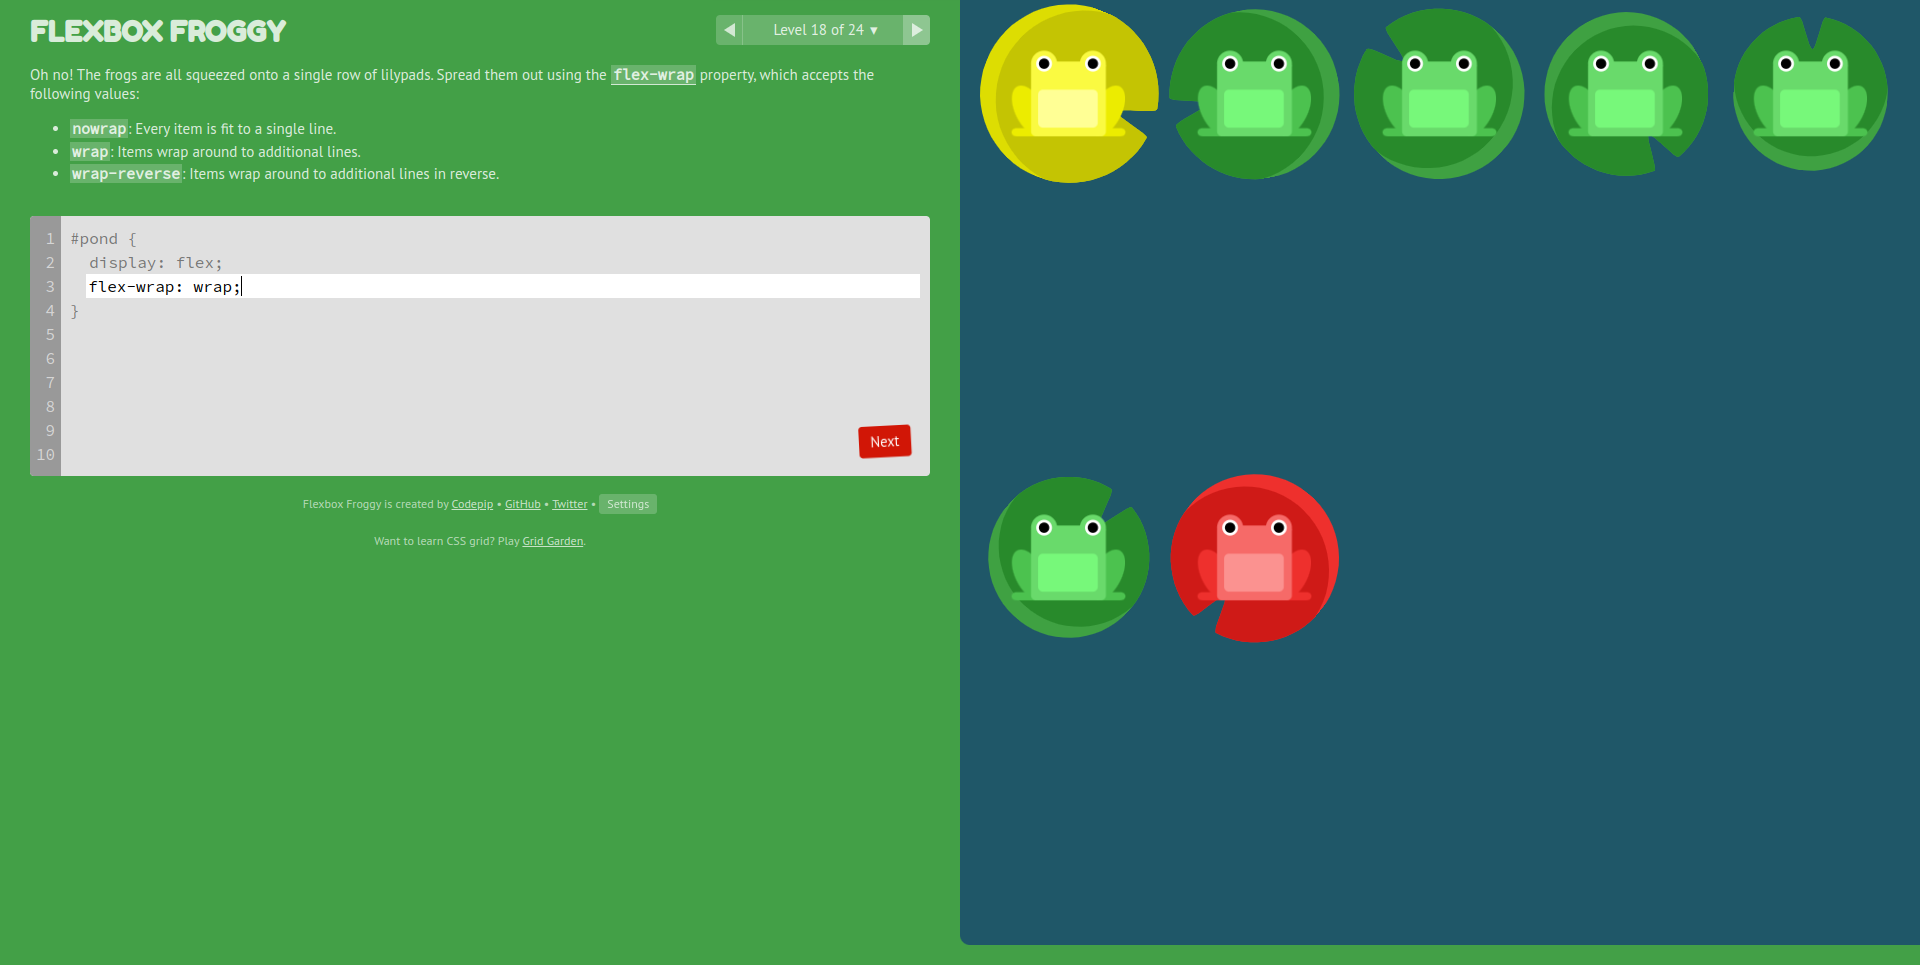 FLEXBOX FROGGY
◀ Level 18 of 24 ▼ ▶
Oh no! The frogs are all squeezed onto a single row of lilypads. Spread them out using the flex-wrap property, which accepts the
following values:
• nowrap: Every item is fit to a single line.
• wrap: Items wrap around to additional lines.
• wrap-reverse: Items wrap around to additional lines in reverse.
1 #pond {
2 display: flex;
3 flex-wrap: wrap;
4 }
5
6
7
8
9
10
Next
Flexbox Froggy is created by Codepip • GitHub • Twitter • Settings
Want to learn CSS grid? Play Grid Garden.